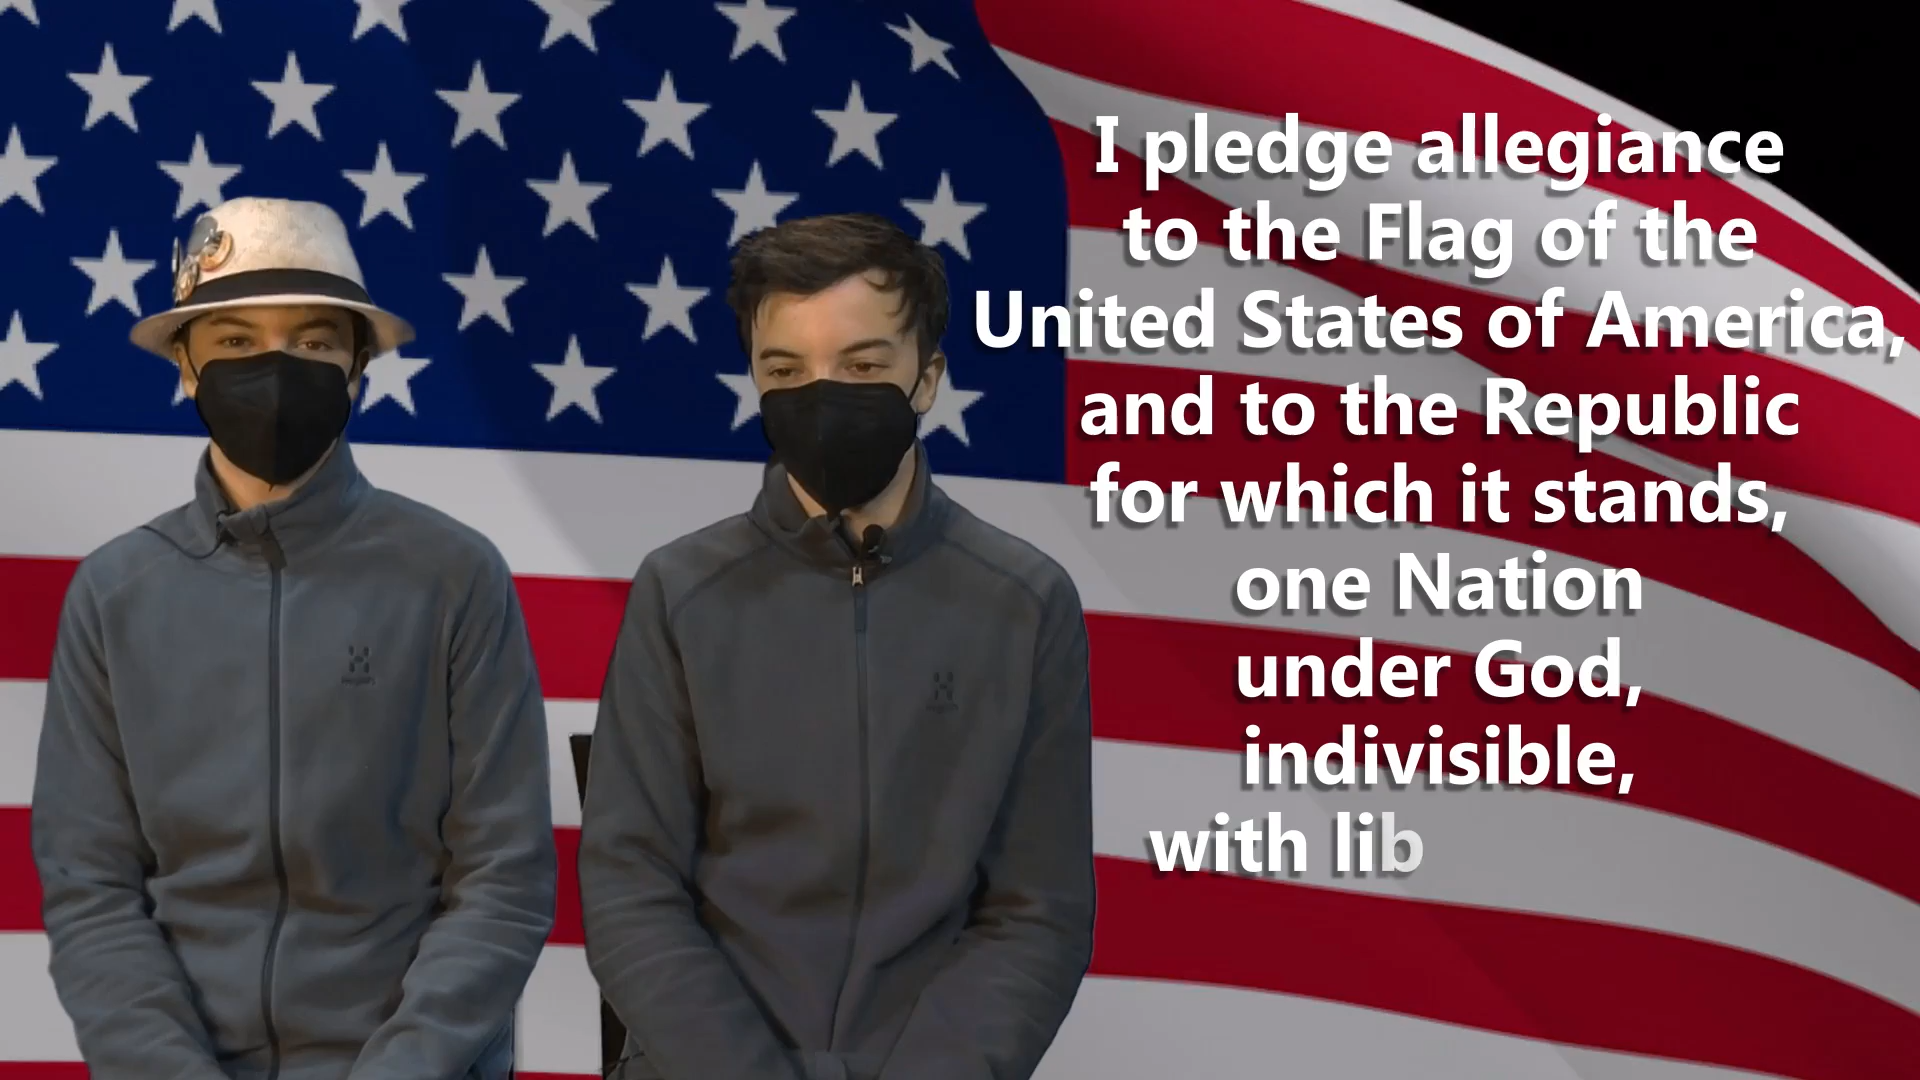 I pledge allegiance
to the Flag of the
United States of America,
and to the Republic
for which it stands,
one Nation
under God,
indivisible,
with lib